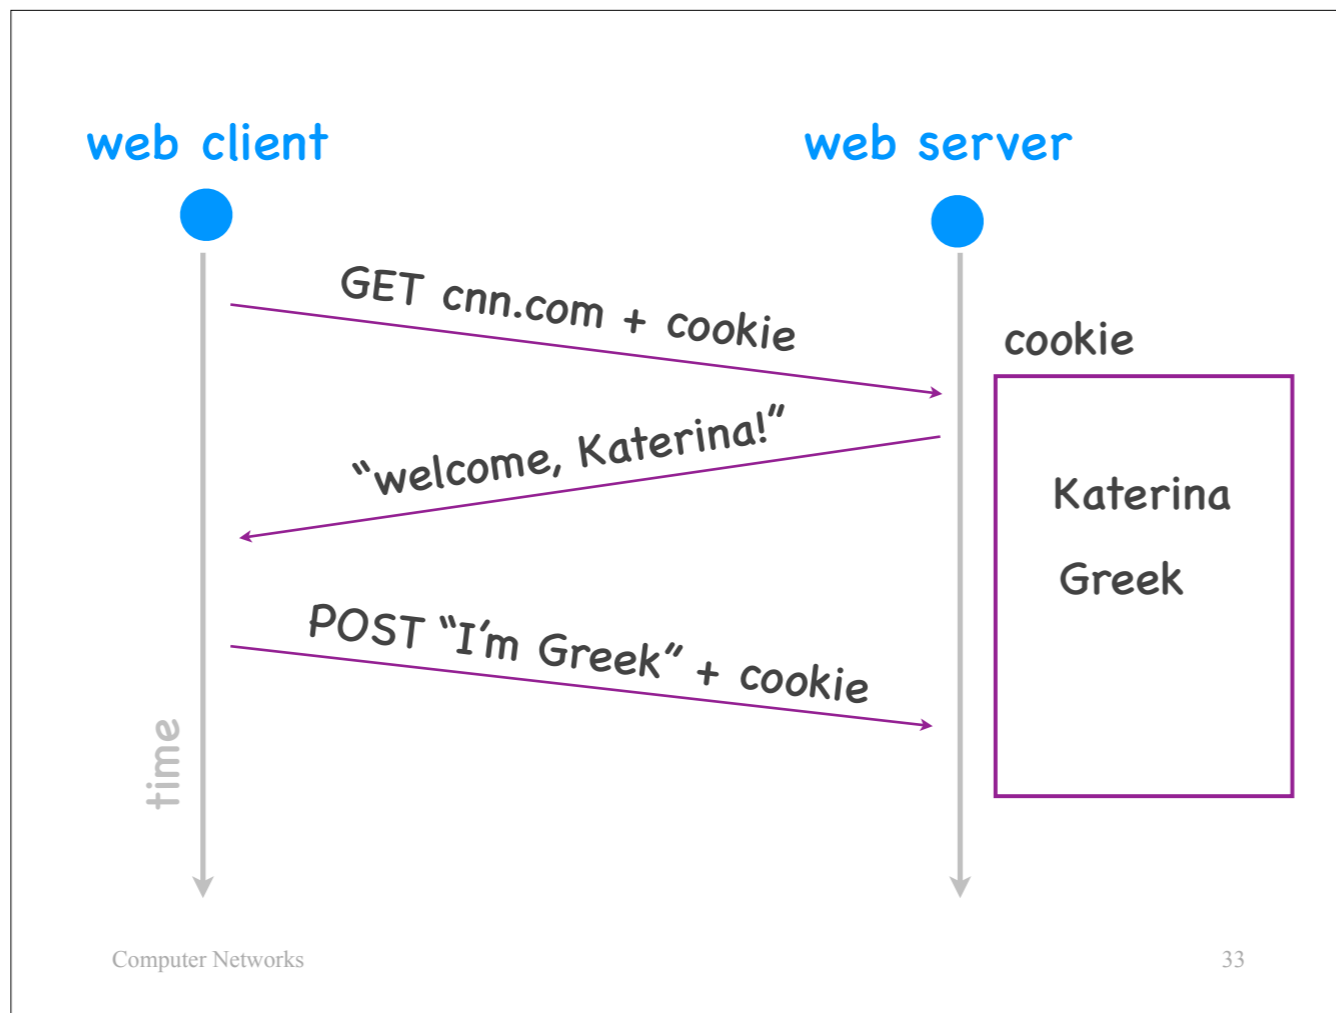 web client
web server
GET cnn.com + cookie
cookie
“welcome, Katerina!”
Katerina
Greek
POST “I’m Greek” + cookie
time
Computer Networks
33